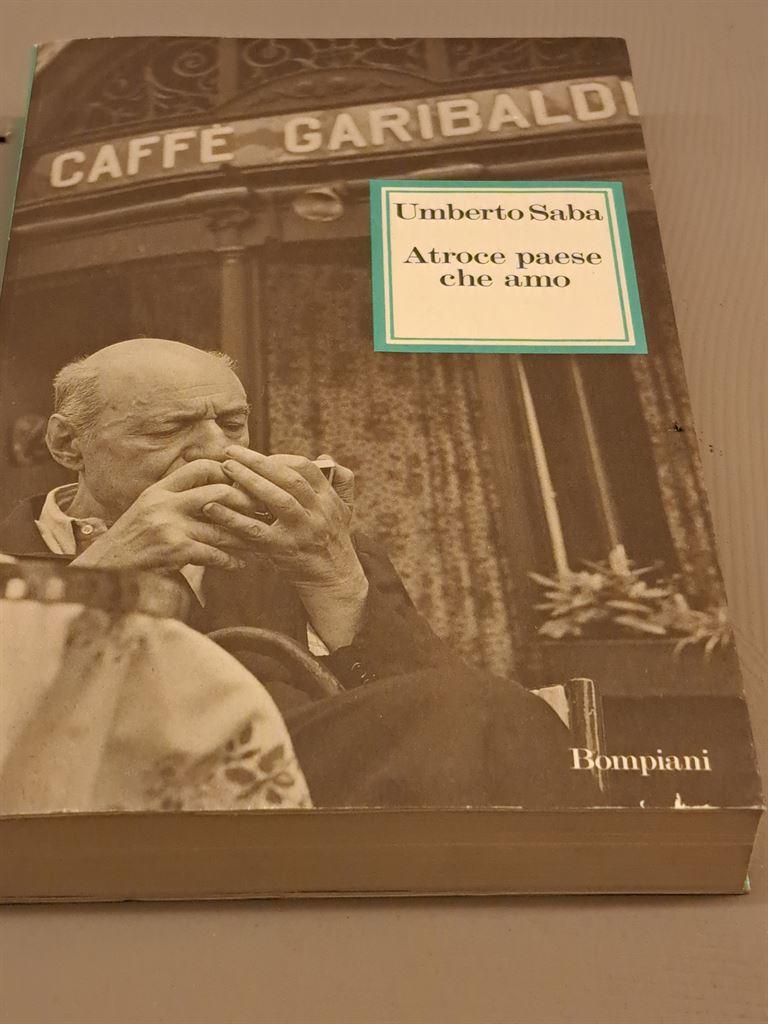 CAFFÈ GARIBALDI
Umberto Saba
Atroce paese
che amo
Bompiani